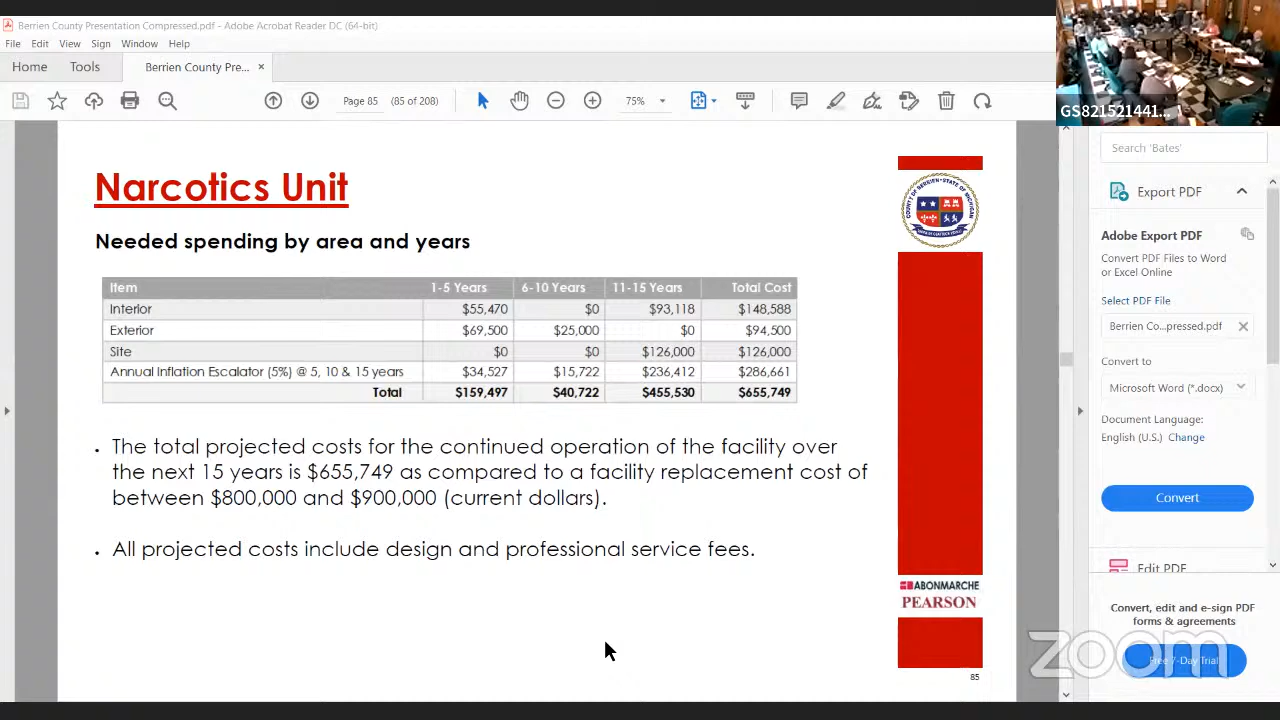 Berrien County Presentation Compressed.pdf - Adobe Acrobat Reader DC (64-bit)
File Edit View Sign Window Help
Home Tools Berrien County Pre... ×
Page 85 (85 of 208) 75%
GS821521441...
Narcotics Unit
Needed spending by area and years
Item 1-5 Years 6-10 Years 11-15 Years Total Cost
Interior $55,470 $0 $93,118 $148,588
Exterior $69,500 $25,000 $0 $94,500
Site $0 $0 $126,000 $126,000
Annual Inflation Escalator (5%) @ 5, 10 & 15 years $34,527 $15,722 $236,412 $286,661
Total $159,497 $40,722 $455,530 $655,749
• The total projected costs for the continued operation of the facility over
the next 15 years is $655,749 as compared to a facility replacement cost of
between $800,000 and $900,000 (current dollars).
• All projected costs include design and professional service fees.
ABONMARCHE
PEARSON
85
Search 'Bates'
Export PDF
Adobe Export PDF
Convert PDF Files to Word
or Excel Online
Select PDF File
Berrien Co...pressed.pdf
Convert to
Microsoft Word (*.docx)
Document Language:
English (U.S.) Change
Convert
Edit PDF
Convert, edit and e-sign PDF
forms & agreements
Free 7-Day Trial
zoom